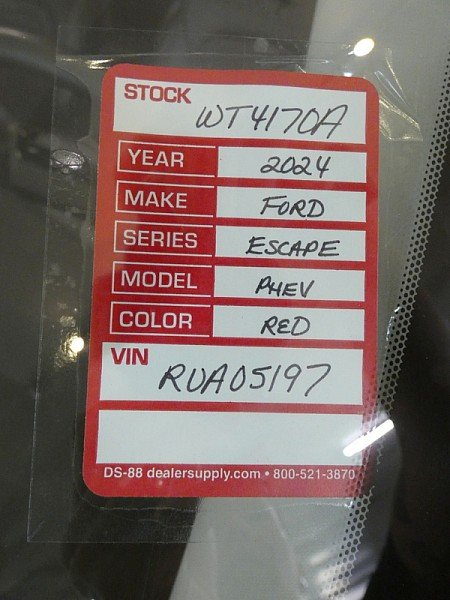 STOCK
WT4170A
YEAR 2024
MAKE FORD
SERIES ESCAPE
MODEL PHEV
COLOR RED
VIN
RUA05197
DS-88 dealersupply.com • 800-521-3870